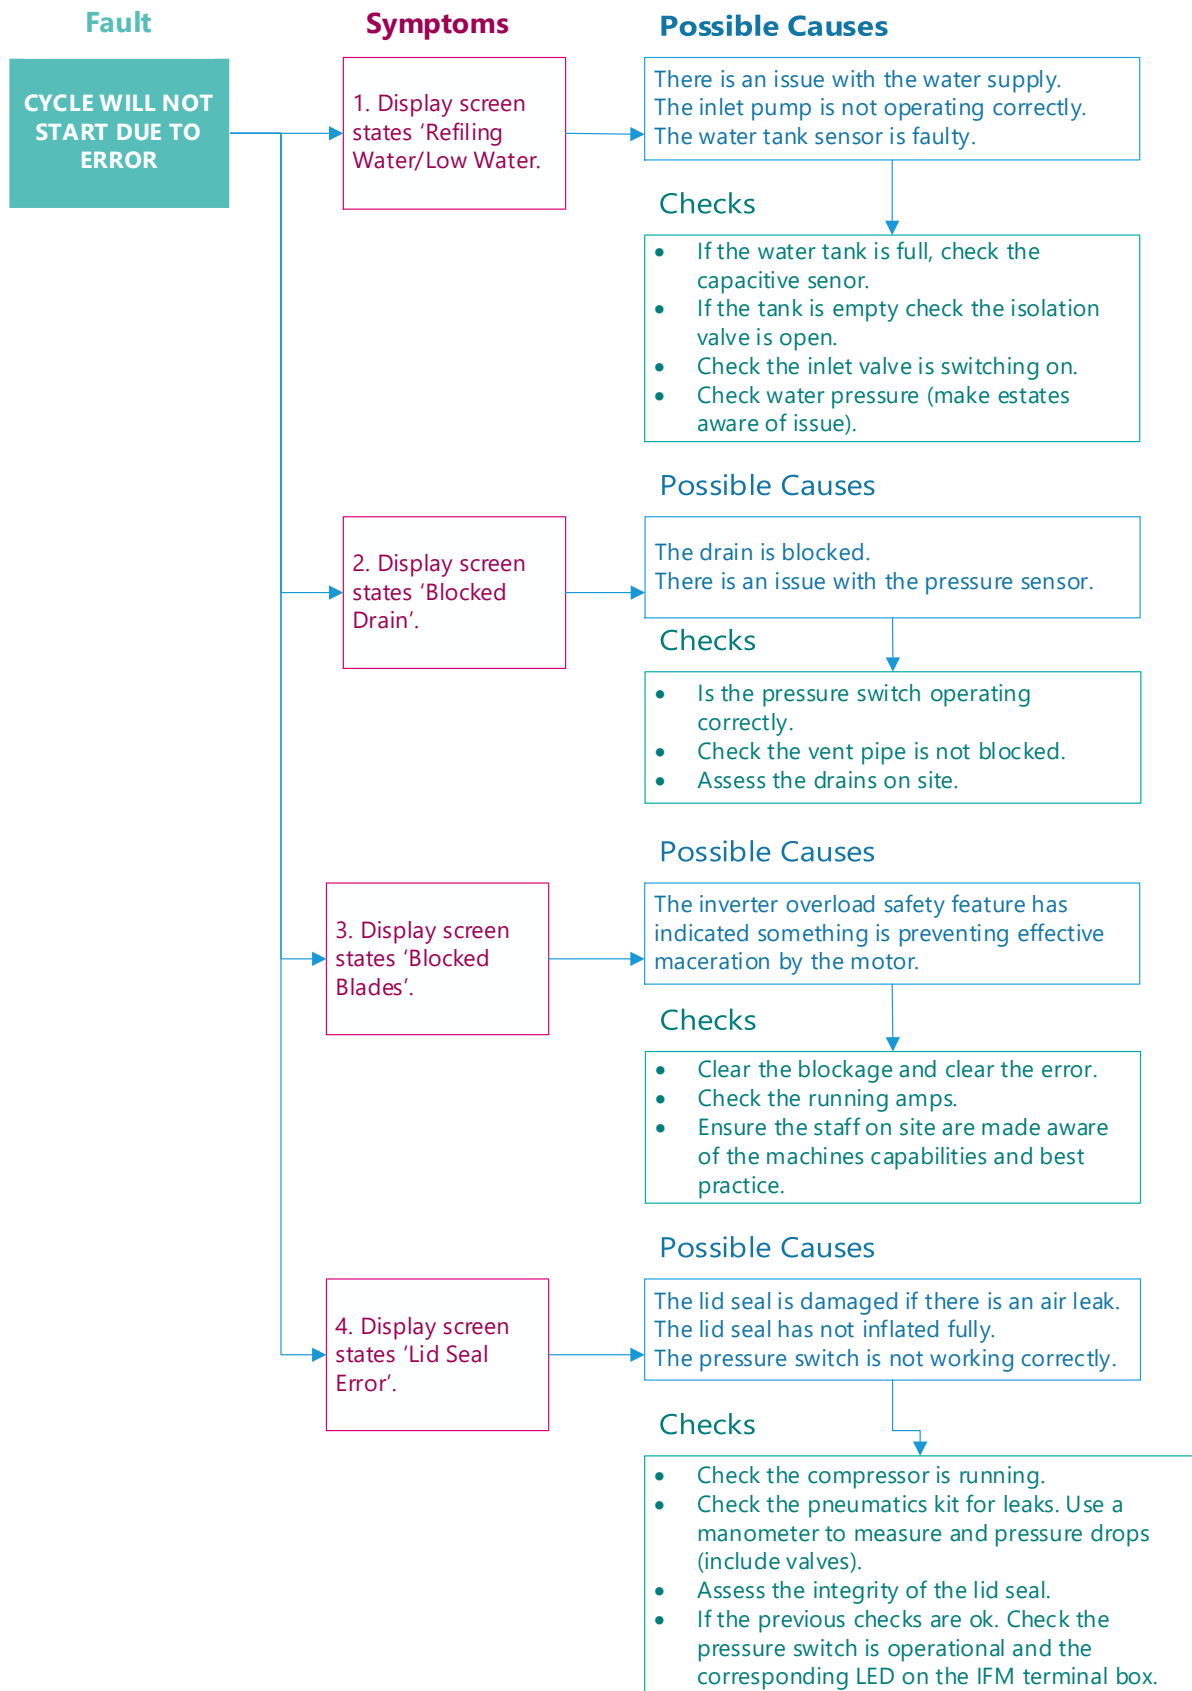 Fault
Symptoms
Possible Causes
CYCLE WILL NOT
START DUE TO
ERROR
1. Display screen
states ‘Refiling
Water/Low Water.
There is an issue with the water supply.
The inlet pump is not operating correctly.
The water tank sensor is faulty.
Checks
• If the water tank is full, check the
capacitive senor.
• If the tank is empty check the isolation
valve is open.
• Check the inlet valve is switching on.
• Check water pressure (make estates
aware of issue).
Possible Causes
2. Display screen
states ‘Blocked
Drain’.
The drain is blocked.
There is an issue with the pressure sensor.
Checks
• Is the pressure switch operating
correctly.
• Check the vent pipe is not blocked.
• Assess the drains on site.
Possible Causes
3. Display screen
states ‘Blocked
Blades’.
The inverter overload safety feature has
indicated something is preventing effective
maceration by the motor.
Checks
• Clear the blockage and clear the error.
• Check the running amps.
• Ensure the staff on site are made aware
of the machines capabilities and best
practice.
Possible Causes
4. Display screen
states ‘Lid Seal
Error’.
The lid seal is damaged if there is an air leak.
The lid seal has not inflated fully.
The pressure switch is not working correctly.
Checks
• Check the compressor is running.
• Check the pneumatics kit for leaks. Use a
manometer to measure and pressure drops
(include valves).
• Assess the integrity of the lid seal.
• If the previous checks are ok. Check the
pressure switch is operational and the
corresponding LED on the IFM terminal box.